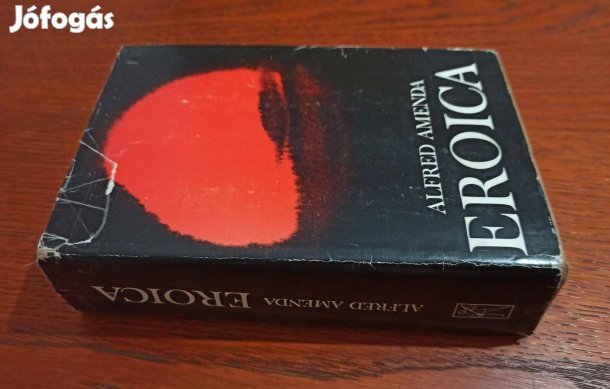 Jófogás
ALFRED AMENDA
EROICA
ALFRED AMENDA EROICA